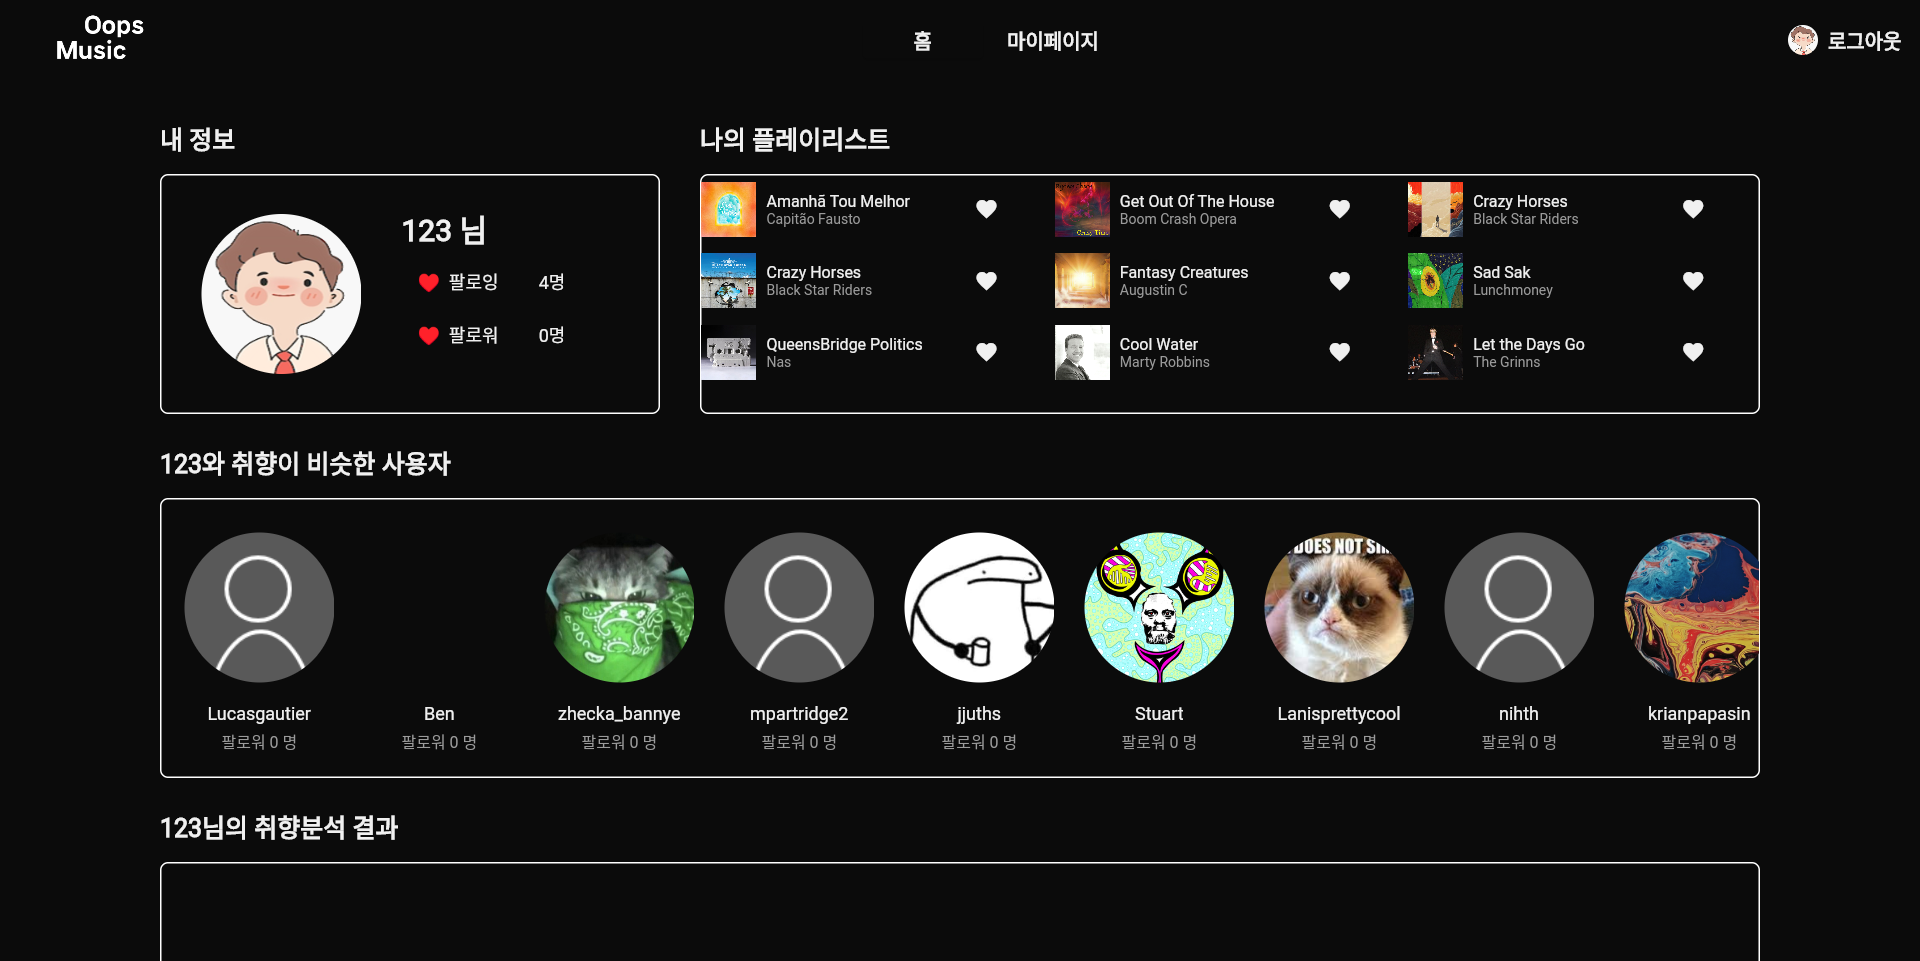 Oops
Music
홈
마이페이지
로그아웃
내 정보
123 님
팔로잉 4명
팔로워 0명
나의 플레이리스트
Amanhã Tou Melhor
Capitão Fausto
Get Out Of The House
Boom Crash Opera
Crazy Horses
Black Star Riders
Crazy Horses
Black Star Riders
Fantasy Creatures
Augustin C
Sad Sak
Lunchmoney
QueensBridge Politics
Nas
Cool Water
Marty Robbins
Let the Days Go
The Grinns
123와 취향이 비슷한 사용자
DOES NOT
Lucasgautier
팔로워 0 명
Ben
팔로워 0 명
zhecka_bannye
팔로워 0 명
mpartridge2
팔로워 0 명
jjuths
팔로워 0 명
Stuart
팔로워 0 명
Lanisprettycool
팔로워 0 명
nihth
팔로워 0 명
krianpapasin
팔로워 0 명
123님의 취향분석 결과